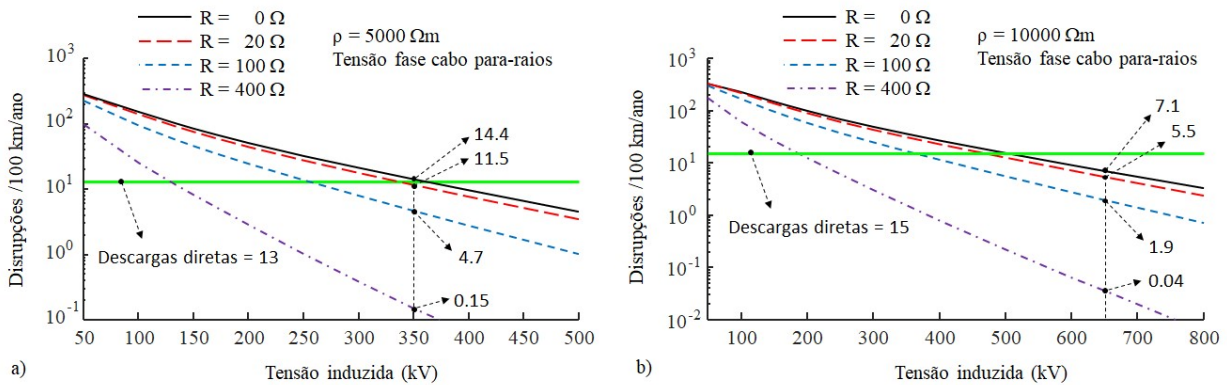 R = 0 Ω
R = 20 Ω
R = 100 Ω
R = 400 Ω
ρ = 5000 Ωm
Tensão fase cabo para-raios
Disrupções /100 km/ano
10³
10²
10¹
10⁰
10⁻¹
14.4
11.5
Descargas diretas = 13
4.7
0.15
50 100 150 200 250 300 350 400 450 500
a)
Tensão induzida (kV)
R = 0 Ω
R = 20 Ω
R = 100 Ω
R = 400 Ω
ρ = 10000 Ωm
Tensão fase cabo para-raios
Disrupções /100 km/ano
10³
10²
10¹
10⁰
10⁻¹
10⁻²
7.1
5.5
Descargas diretas = 15
1.9
0.04
100 200 300 400 500 600 700 800
b)
Tensão induzida (kV)